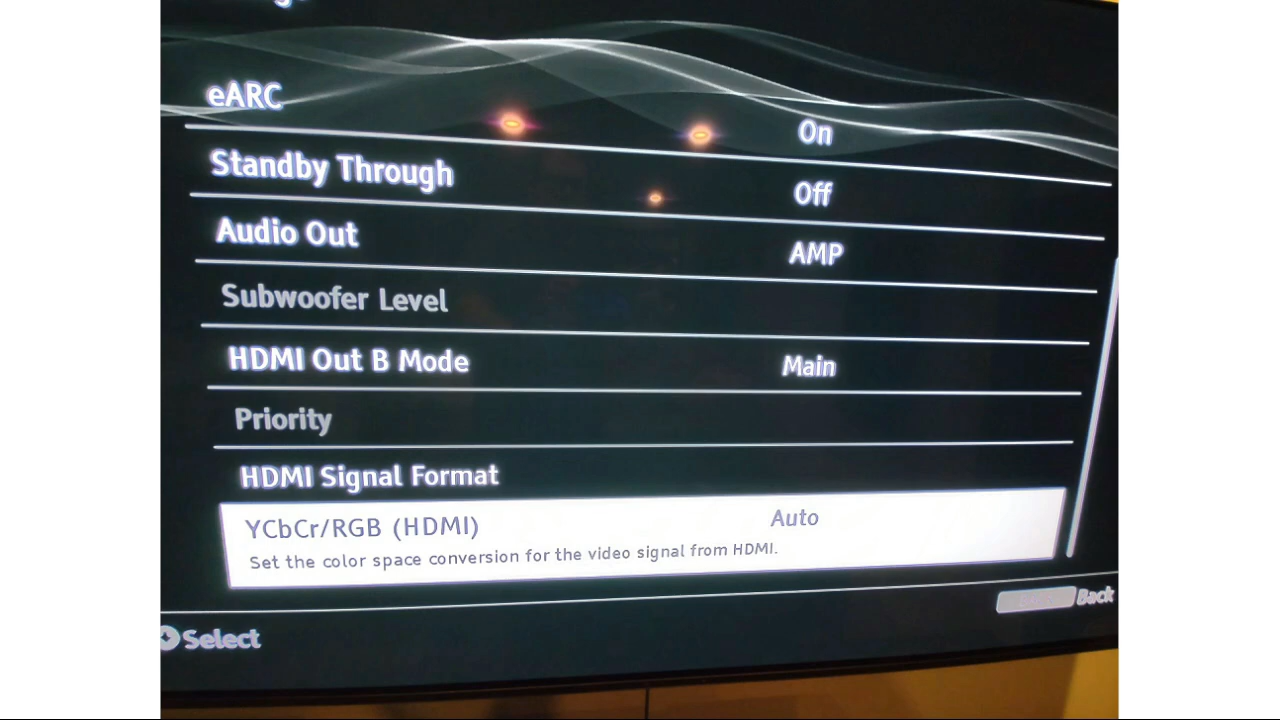 eARC On
Standby Through Off
Audio Out AMP
Subwoofer Level
HDMI Out B Mode Main
Priority
HDMI Signal Format
YCbCr/RGB (HDMI) Auto
Set the color space conversion for the video signal from HDMI.
Back
Select